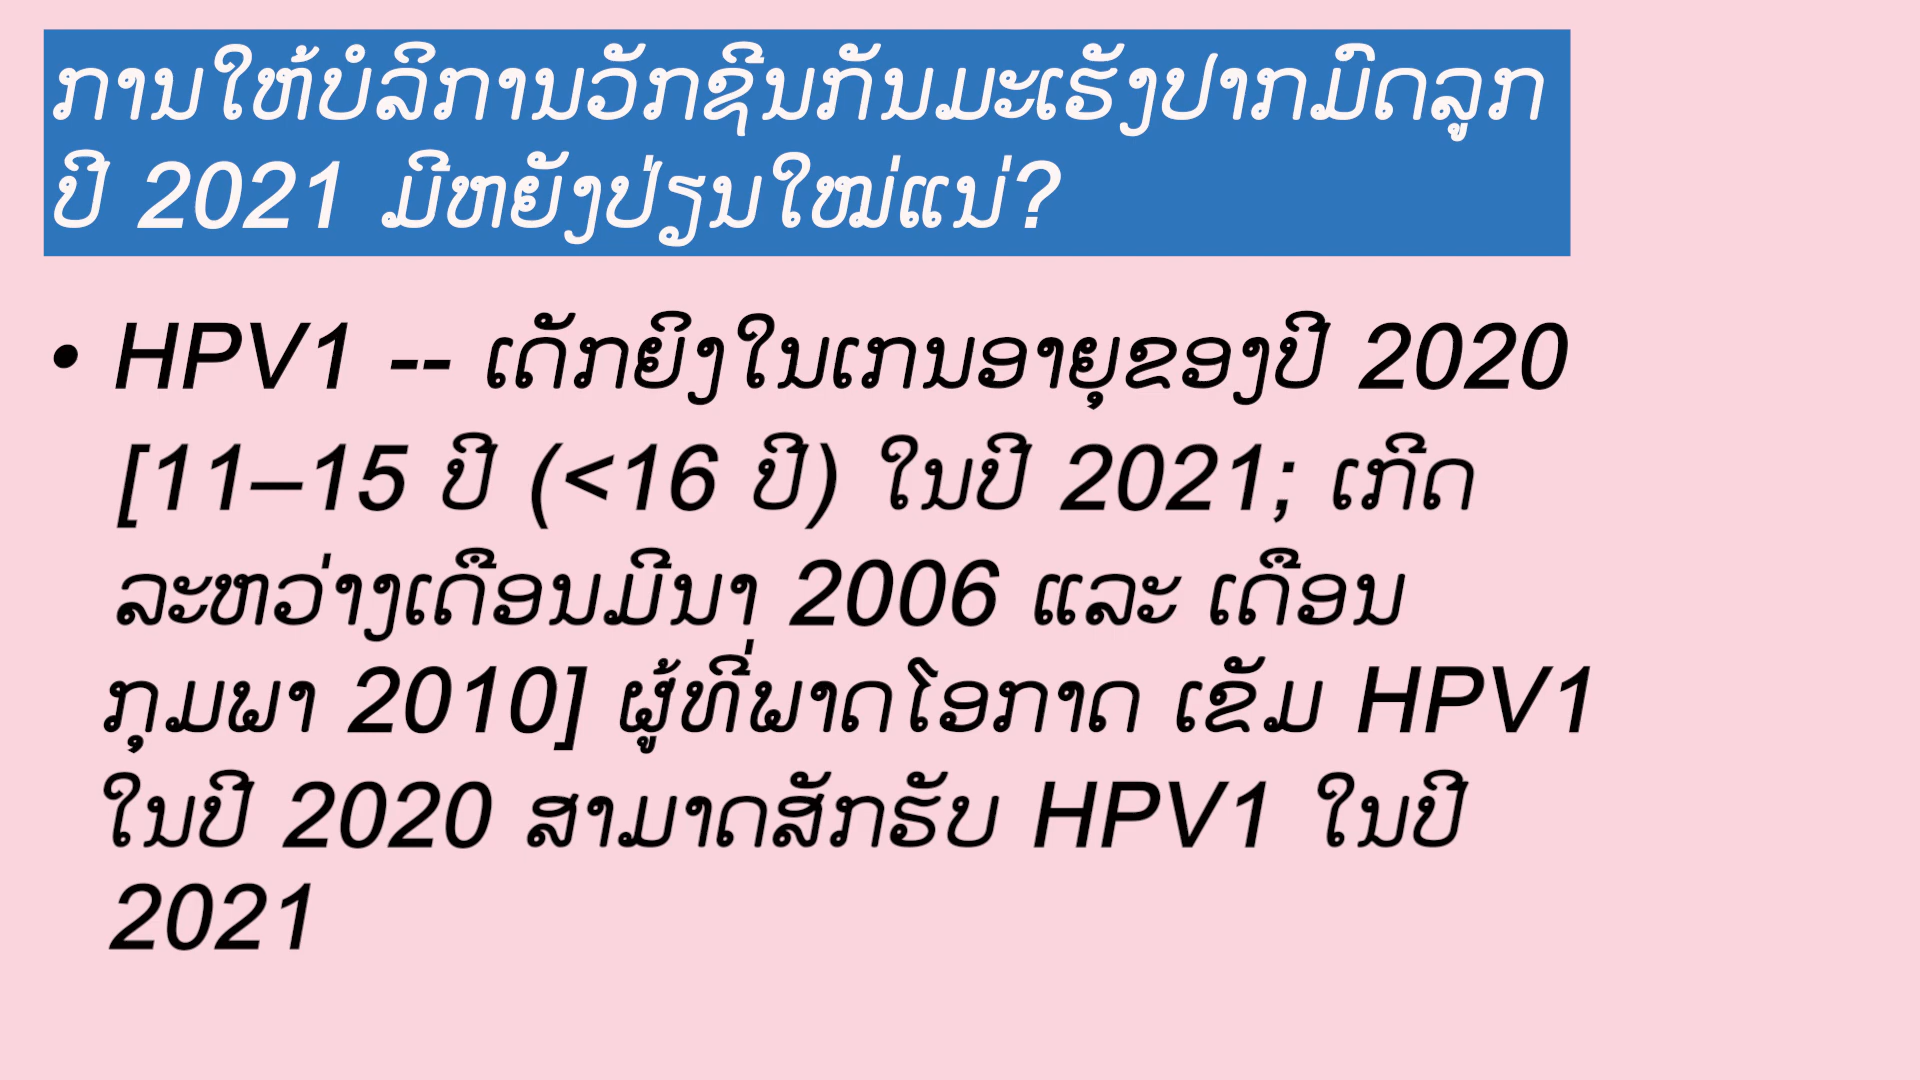 ການໃຫ້ບໍລິການວັກຊີນກັນມະເຮັງປາກມົດລູກ
ປີ 2021 ມີຫຍັງປ່ຽນໃໝ່ແນ່?
• HPV1 -- ເດັກຍິງໃນເກນອາຍຸຂອງປີ 2020
[11–15 ປີ (<16 ປີ) ໃນປີ 2021; ເກີດ
ລະຫວ່າງເດືອນມີນາ 2006 ແລະ ເດືອນ
ກຸມພາ 2010] ຜູ້ທີ່ພາດໂອກາດ ເຂັມ HPV1
ໃນປີ 2020 ສາມາດສັກຮັບ HPV1 ໃນປີ
2021